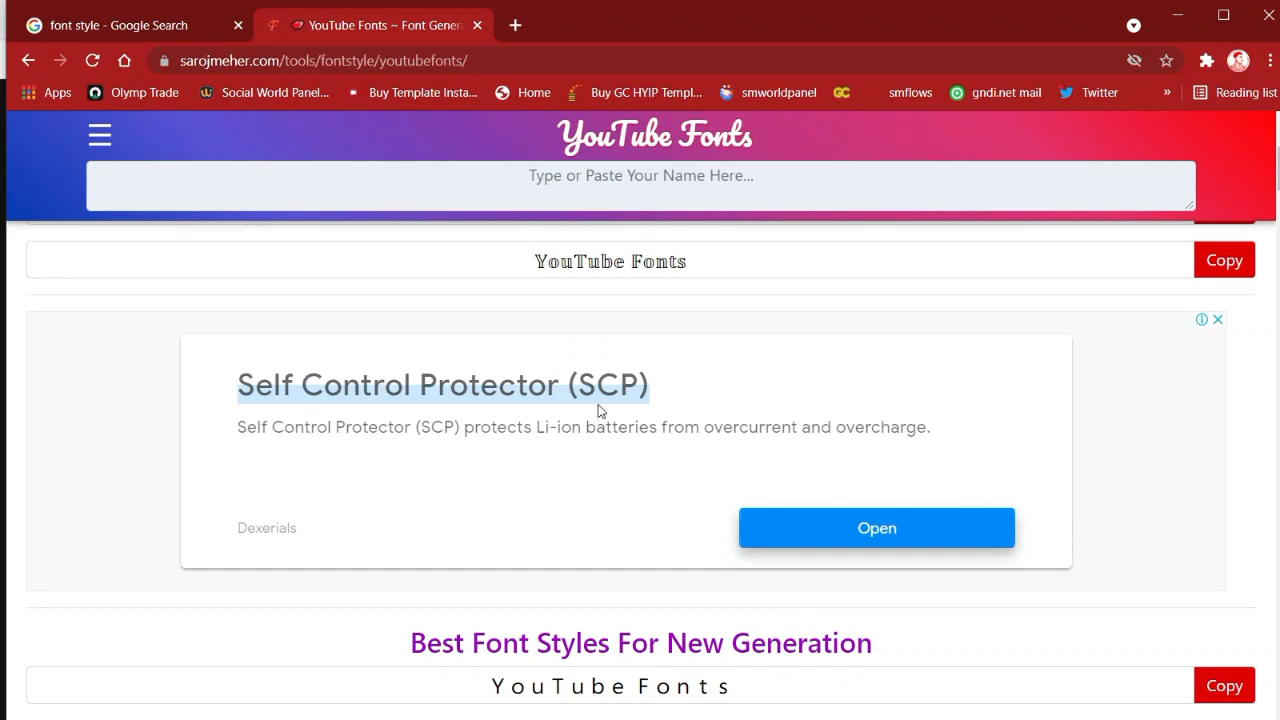 font style - Google Search
YouTube Fonts ~ Font Genera
sarojmeher.com/tools/fontstyle/youtubefonts/
Apps Olymp Trade Social World Panel... Buy Template Insta... Home Buy GC HYIP Templ... smworldpanel GC smflows gndi.net mail Twitter » Reading list
YouTube Fonts
Type or Paste Your Name Here...
𝕐𝕠𝕦𝕋𝕦𝕓𝕖 𝔽𝕠𝕟𝕥𝕤 Copy
Self Control Protector (SCP)
Self Control Protector (SCP) protects Li-ion batteries from overcurrent and overcharge.
Dexerials Open
Best Font Styles For New Generation
Y o u T u b e F o n t s Copy